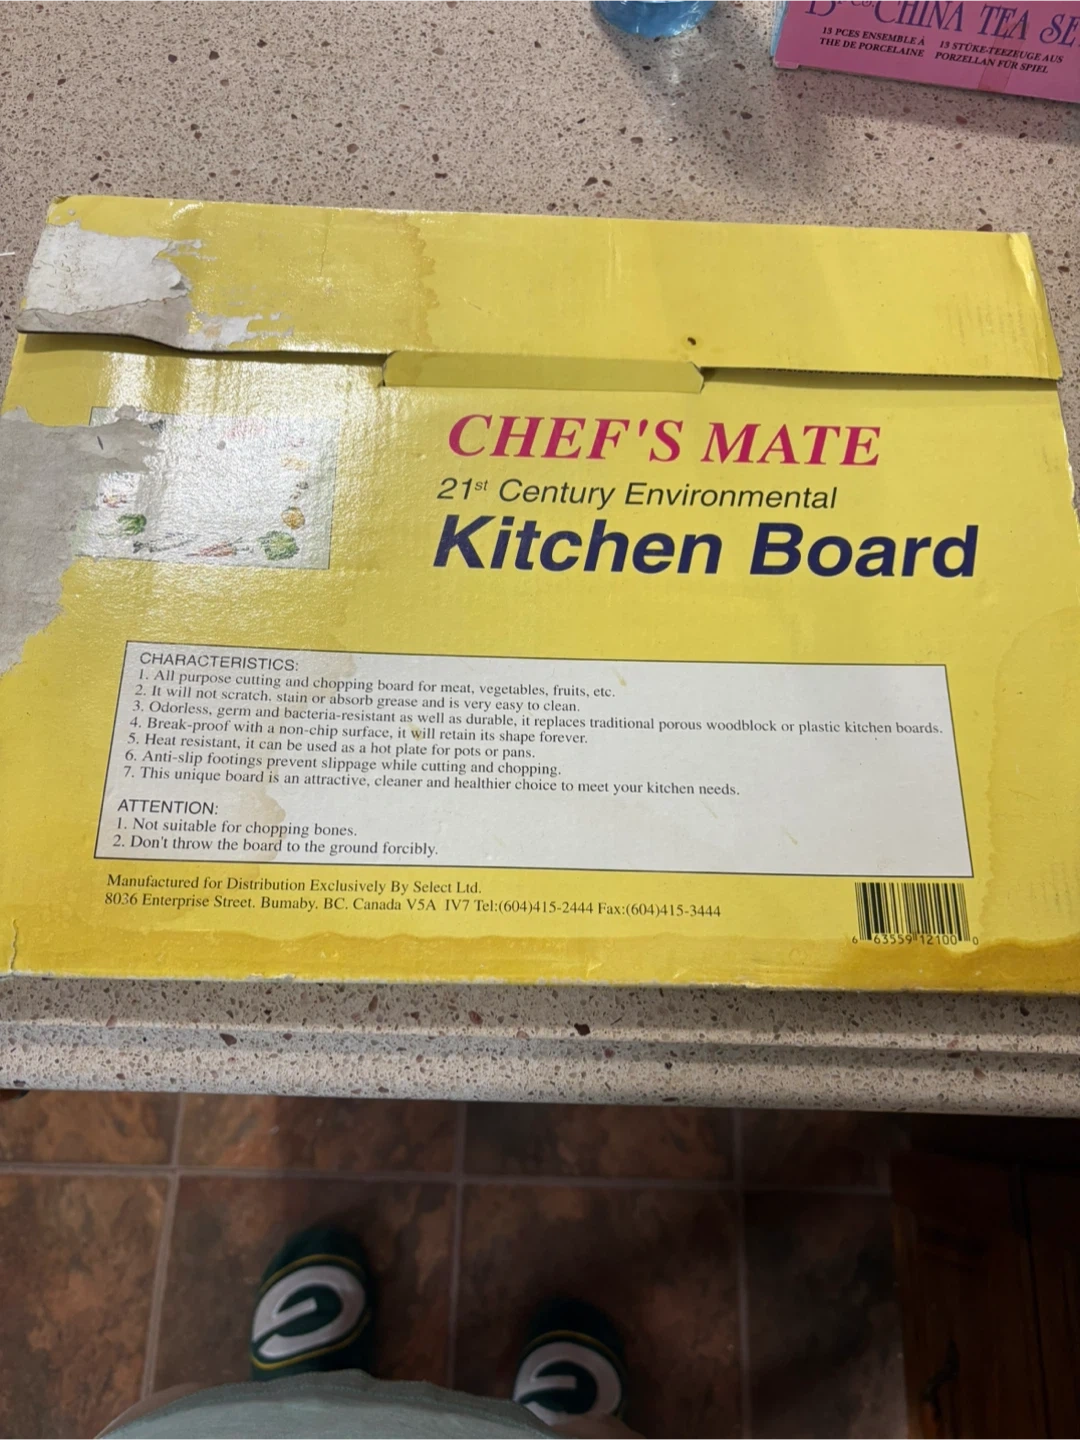 CHINA TEA SE
13 PCES ENSEMBLE À
THE DE PORCELAINE
13 STÜKE-TEEZEUGE AUS
PORZELLAN FÜR SPIEL
CHEF'S MATE
21st Century Environmental
Kitchen Board
CHARACTERISTICS:
1. All purpose cutting and chopping board for meat, vegetables, fruits, etc.
2. It will not scratch. stain or absorb grease and is very easy to clean.
3. Odorless, germ and bacteria-resistant as well as durable, it replaces traditional porous woodblock or plastic kitchen boards.
4. Break-proof with a non-chip surface, it will retain its shape forever.
5. Heat resistant, it can be used as a hot plate for pots or pans.
6. Anti-slip footings prevent slippage while cutting and chopping.
7. This unique board is an attractive, cleaner and healthier choice to meet your kitchen needs.
ATTENTION:
1. Not suitable for chopping bones.
2. Don't throw the board to the ground forcibly.
Manufactured for Distribution Exclusively By Select Ltd.
8036 Enterprise Street. Bumaby. BC. Canada V5A 1V7 Tel:(604)415-2444 Fax:(604)415-3444
6 63559 12100 0
G
G